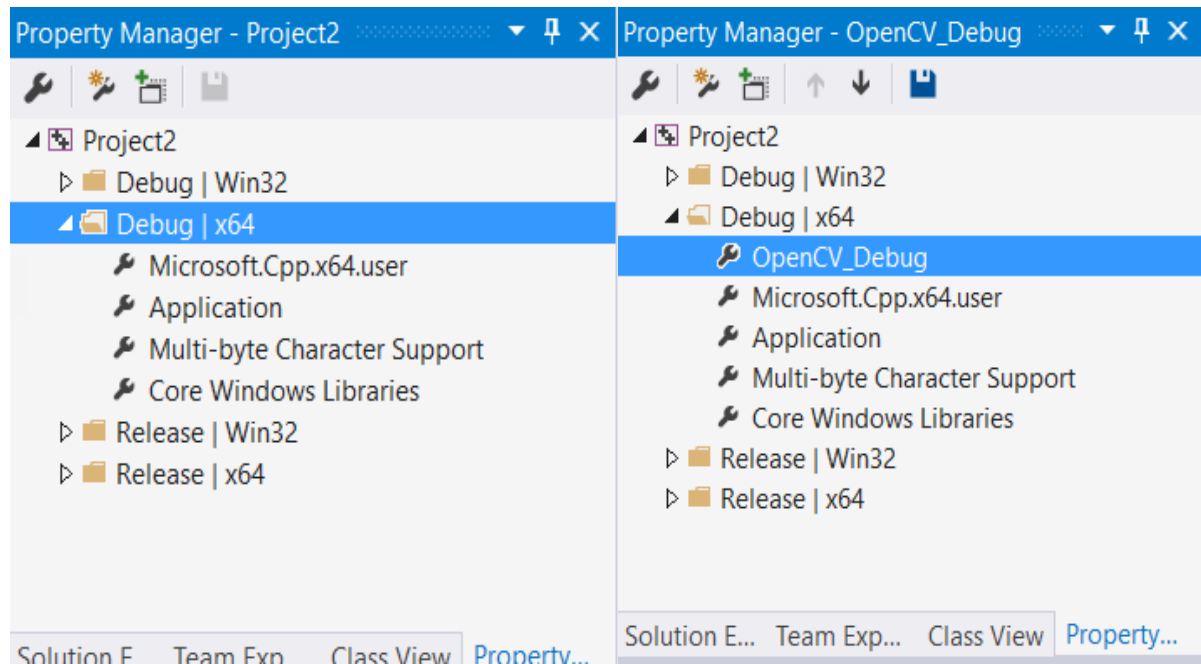 Property Manager - Project2
Project2
Debug | Win32
Debug | x64
Microsoft.Cpp.x64.user
Application
Multi-byte Character Support
Core Windows Libraries
Release | Win32
Release | x64
Solution E... Team Exp... Class View Property...
Property Manager - OpenCV_Debug
Project2
Debug | Win32
Debug | x64
OpenCV_Debug
Microsoft.Cpp.x64.user
Application
Multi-byte Character Support
Core Windows Libraries
Release | Win32
Release | x64
Solution E... Team Exp... Class View Property...